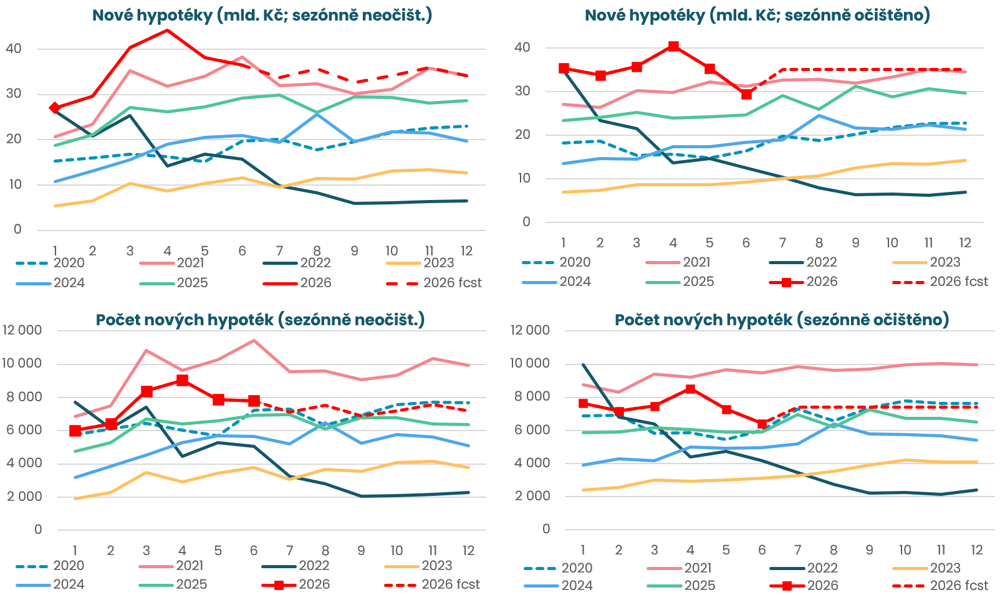 Nové hypotéky (mld. Kč; sezónně neočišt.)
40
30
20
10
0
1 2 3 4 5 6 7 8 9 10 11 12
2020 2021 2022 2023
2024 2025 2026 2026 fcst
Nové hypotéky (mld. Kč; sezónně očištěno)
40
30
20
10
0
1 2 3 4 5 6 7 8 9 10 11 12
2020 2021 2022 2023
2024 2025 2026 2026 fcst
Počet nových hypoték (sezónně neočišt.)
12 000
10 000
8 000
6 000
4 000
2 000
0
1 2 3 4 5 6 7 8 9 10 11 12
2020 2021 2022 2023
2024 2025 2026 2026 fcst
Počet nových hypoték (sezónně očištěno)
12 000
10 000
8 000
6 000
4 000
2 000
0
1 2 3 4 5 6 7 8 9 10 11 12
2020 2021 2022 2023
2024 2025 2026 2026 fcst